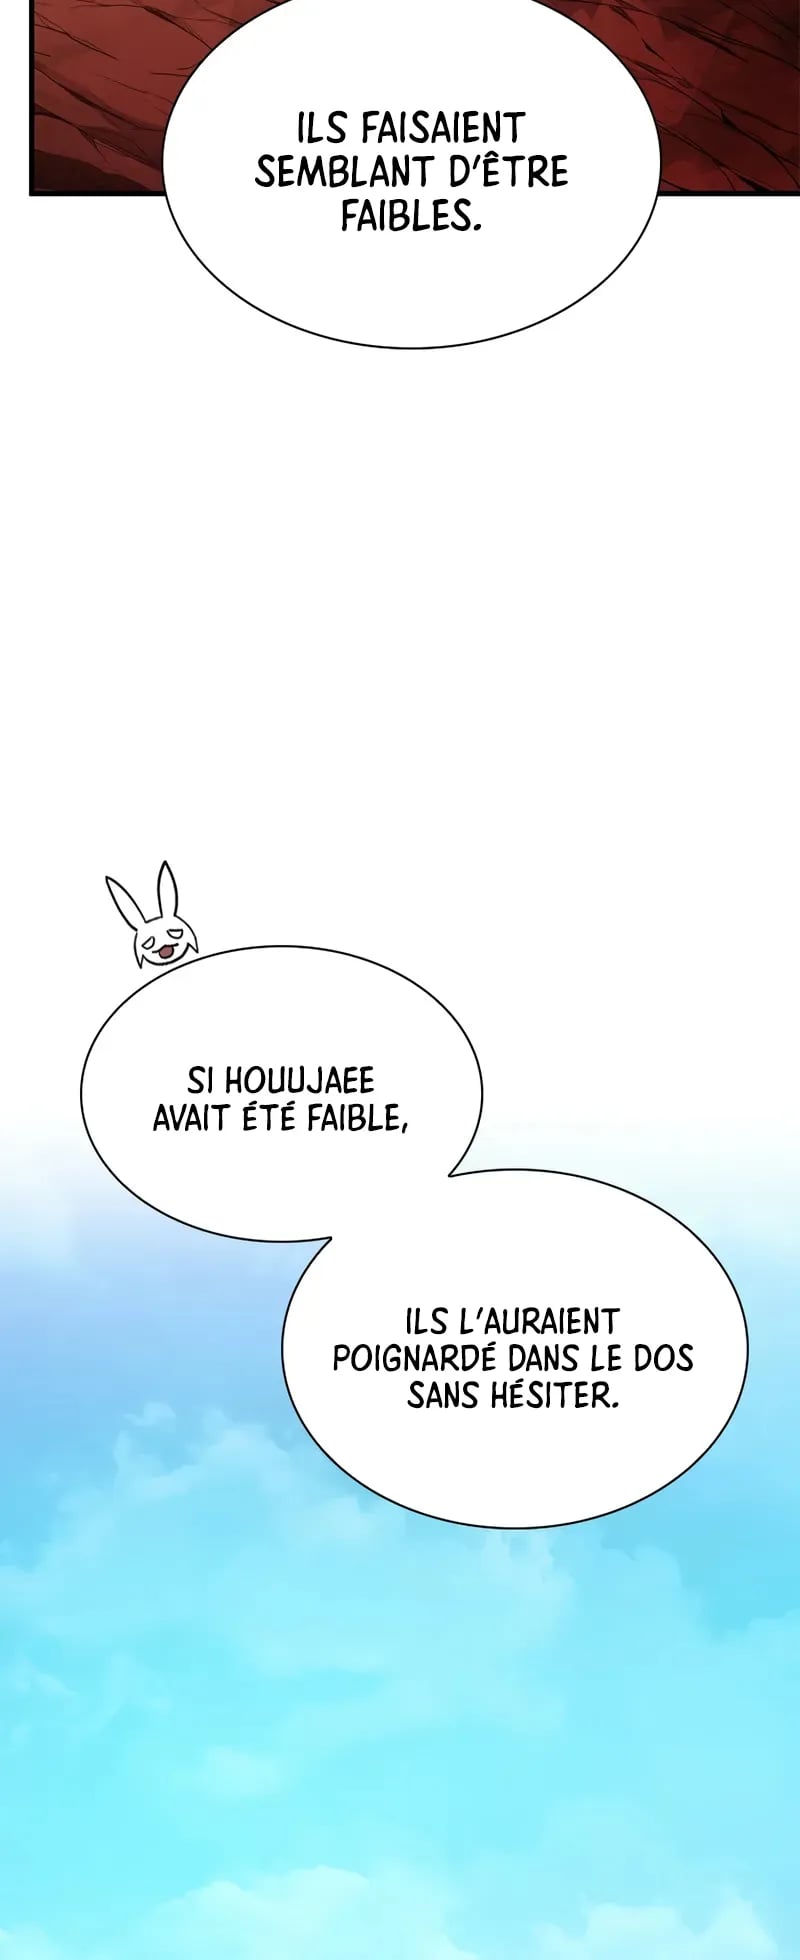 ILS FAISAIENT
SEMBLANT D'ÊTRE
FAIBLES.
SI HOUUJAEE
AVAIT ÉTÉ FAIBLE,
ILS L'AURAIENT
POIGNARDÉ DANS LE DOS
SANS HÉSITER.